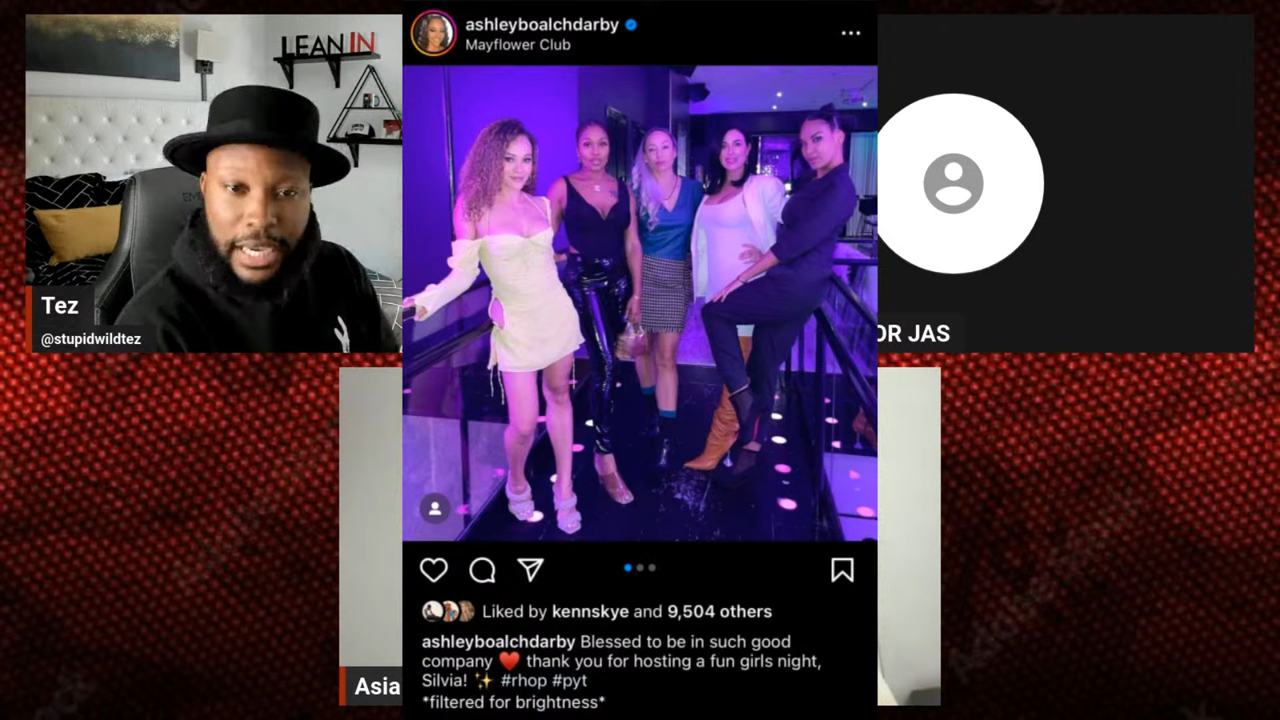 LEAN IN
Tez
@stupidwildtez
ashleyboalchdarby
Mayflower Club
Liked by kennskye and 9,504 others
ashleyboalchdarby Blessed to be in such good
company ❤️ thank you for hosting a fun girls night,
Silvia! ✨ #rhop #pyt
*filtered for brightness*
OR JAS
Asia